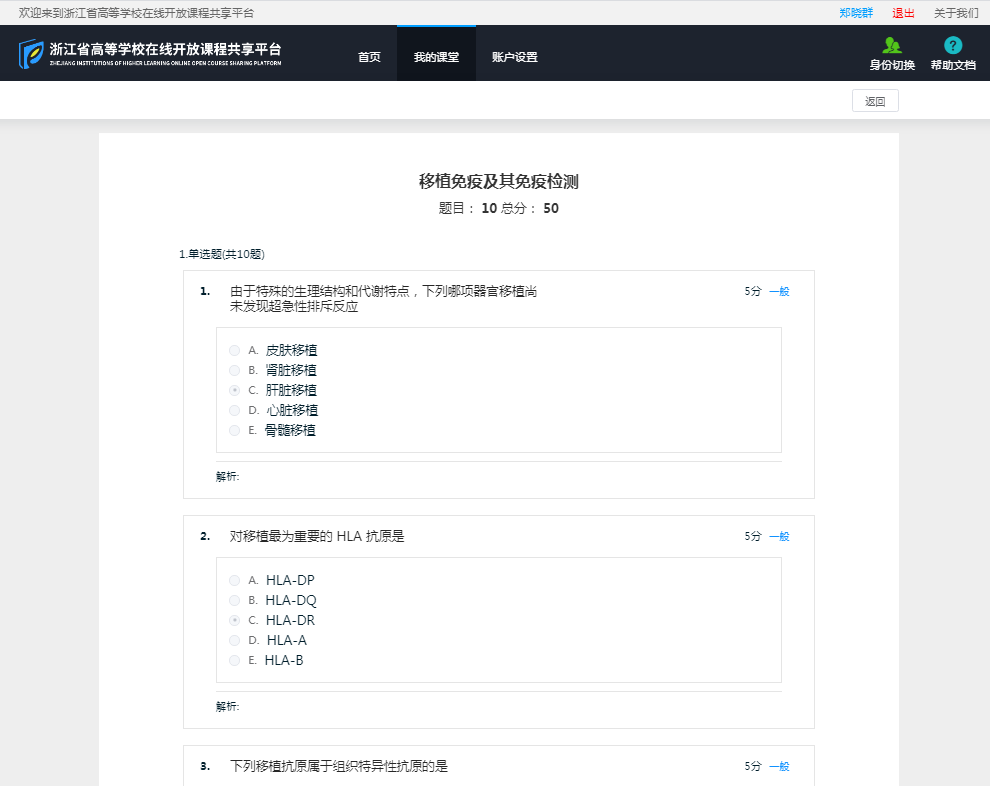 欢迎来到浙江省高等学校在线开放课程共享平台
郑晓群 退出 关于我们
浙江省高等学校在线开放课程共享平台
ZHEJIANG INSTITUTIONS OF HIGHER LEARNING ONLINE OPEN COURSE SHARING PLATFORM
首页 我的课堂 账户设置
身份切换 帮助文档
返回
移植免疫及其免疫检测
题目： 10 总分： 50
1.单选题(共10题)
1. 由于特殊的生理结构和代谢特点，下列哪项器官移植尚 5分 一般
未发现超急性排斥反应
A. 皮肤移植
B. 肾脏移植
C. 肝脏移植
D. 心脏移植
E. 骨髓移植
解析:
2. 对移植最为重要的 HLA 抗原是 5分 一般
A. HLA-DP
B. HLA-DQ
C. HLA-DR
D. HLA-A
E. HLA-B
解析:
3. 下列移植抗原属于组织特异性抗原的是 5分 一般